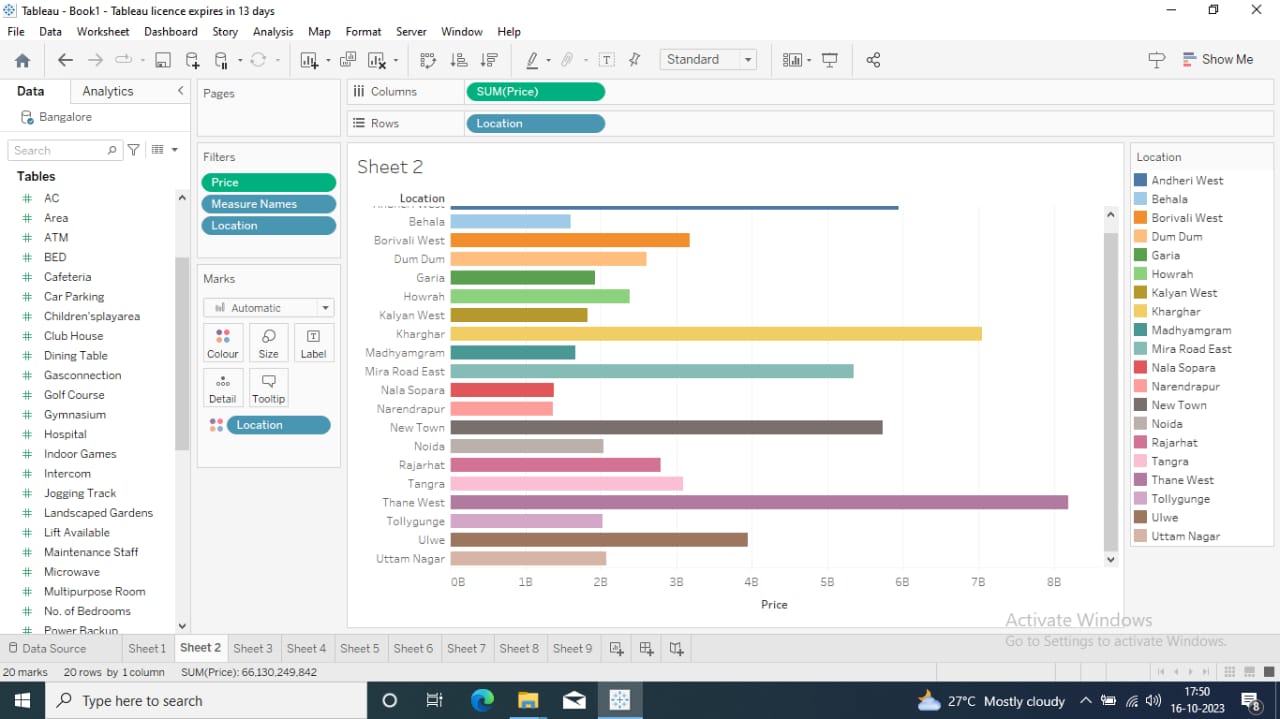 Tableau - Book1 - Tableau licence expires in 13 days
File Data Worksheet Dashboard Story Analysis Map Format Server Window Help
Standard
Show Me
Data Analytics
Bangalore
Search
Tables
AC
Area
ATM
BED
Cafeteria
Car Parking
Children'splayarea
Club House
Dining Table
Gasconnection
Golf Course
Gymnasium
Hospital
Indoor Games
Intercom
Jogging Track
Landscaped Gardens
Lift Available
Maintenance Staff
Microwave
Multipurpose Room
No. of Bedrooms
Power Backup
Pages
Filters
Price
Measure Names
Location
Marks
Automatic
Colour Size Label
Detail Tooltip
Location
Columns SUM(Price)
Rows Location
Sheet 2
Location
Andheri West
Behala
Borivali West
Dum Dum
Garia
Howrah
Kalyan West
Kharghar
Madhyamgram
Mira Road East
Nala Sopara
Narendrapur
New Town
Noida
Rajarhat
Tangra
Thane West
Tollygunge
Ulwe
Uttam Nagar
0B 1B 2B 3B 4B 5B 6B 7B 8B
Price
Location
Andheri West
Behala
Borivali West
Dum Dum
Garia
Howrah
Kalyan West
Kharghar
Madhyamgram
Mira Road East
Nala Sopara
Narendrapur
New Town
Noida
Rajarhat
Tangra
Thane West
Tollygunge
Ulwe
Uttam Nagar
Activate Windows
Go to Settings to activate Windows.
Data Source Sheet 1 Sheet 2 Sheet 3 Sheet 4 Sheet 5 Sheet 6 Sheet 7 Sheet 8 Sheet 9
20 marks 20 rows by 1 column SUM(Price): 66,130,249,842
Type here to search
27°C Mostly cloudy
17:50
16-10-2023
8